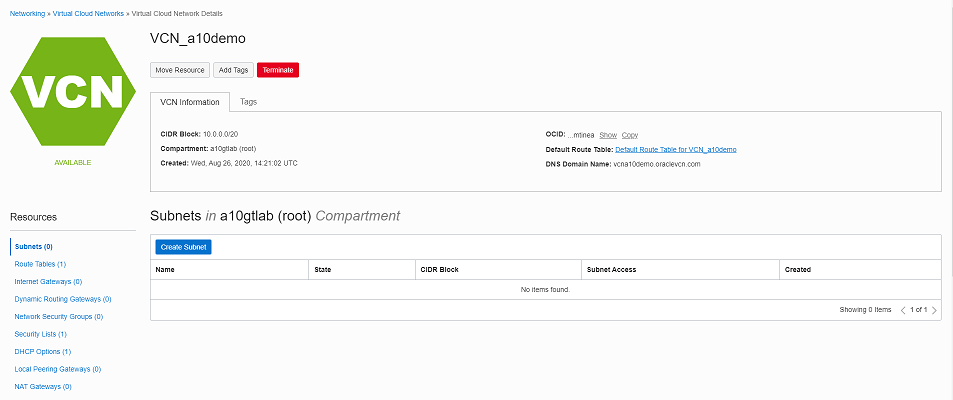 Networking » Virtual Cloud Networks » Virtual Cloud Network Details
VCN_a10demo
VCN
AVAILABLE
Move Resource Add Tags Terminate
VCN Information Tags
CIDR Block: 10.0.0.0/20
Compartment: a10gtlab (root)
Created: Wed, Aug 26, 2020, 14:21:02 UTC
OCID: ...mtinea Show Copy
Default Route Table: Default Route Table for VCN_a10demo
DNS Domain Name: vcna10demo.oraclevcn.com
Resources
Subnets (0)
Route Tables (1)
Internet Gateways (0)
Dynamic Routing Gateways (0)
Network Security Groups (0)
Security Lists (1)
DHCP Options (1)
Local Peering Gateways (0)
NAT Gateways (0)
Subnets in a10gtlab (root) Compartment
Create Subnet
Name State CIDR Block Subnet Access Created
No items found.
Showing 0 Items < 1 of 1 >